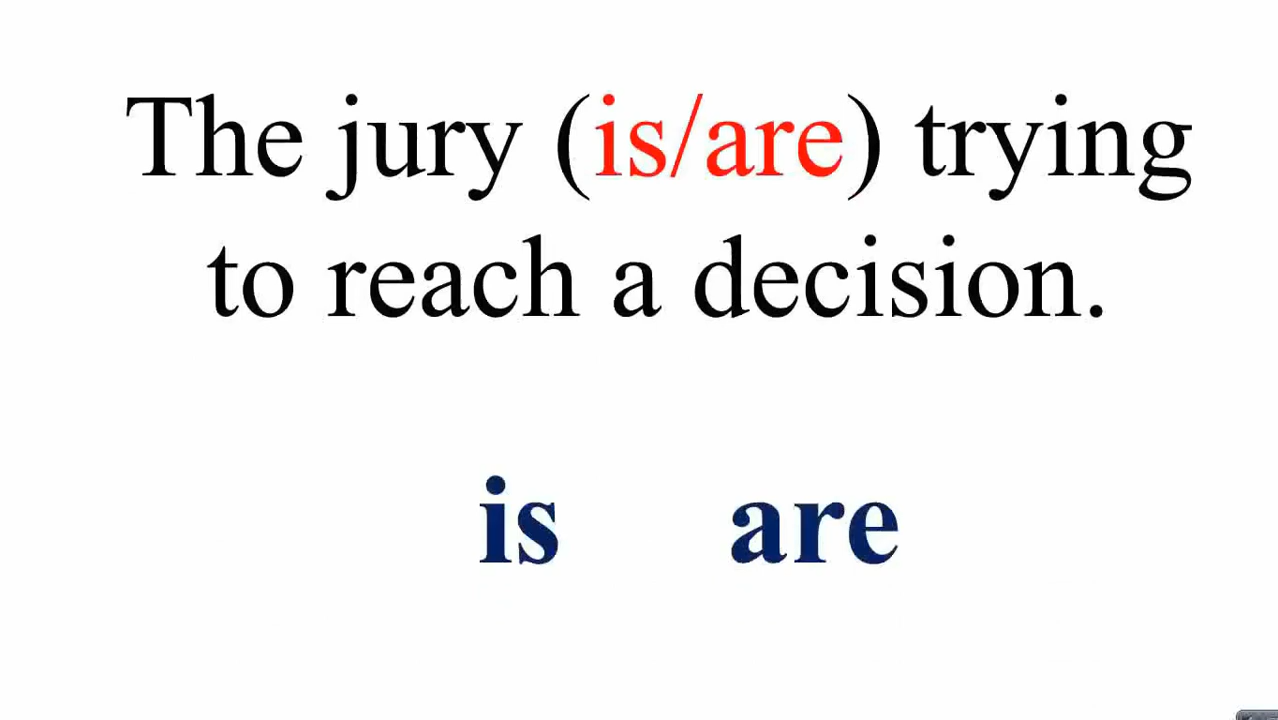 The jury (is/are) trying
to reach a decision.
is are